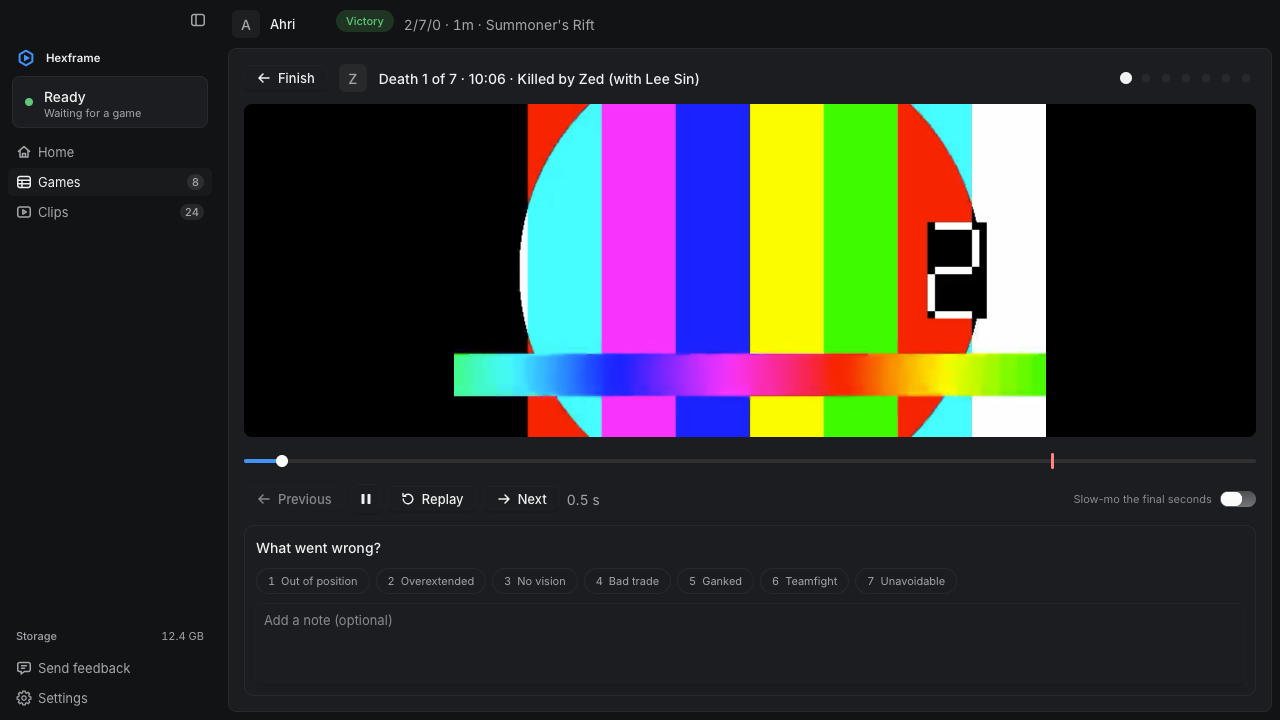 A Ahri Victory 2/7/0 · 1m · Summoner's Rift
Hexframe
Ready
Waiting for a game
Home
Games 8
Clips 24
Storage 12.4 GB
Send feedback
Settings
Finish Z Death 1 of 7 · 10:06 · Killed by Zed (with Lee Sin)
2
Previous Replay Next 0.5 s Slow-mo the final seconds
What went wrong?
1 Out of position 2 Overextended 3 No vision 4 Bad trade 5 Ganked 6 Teamfight 7 Unavoidable
Add a note (optional)